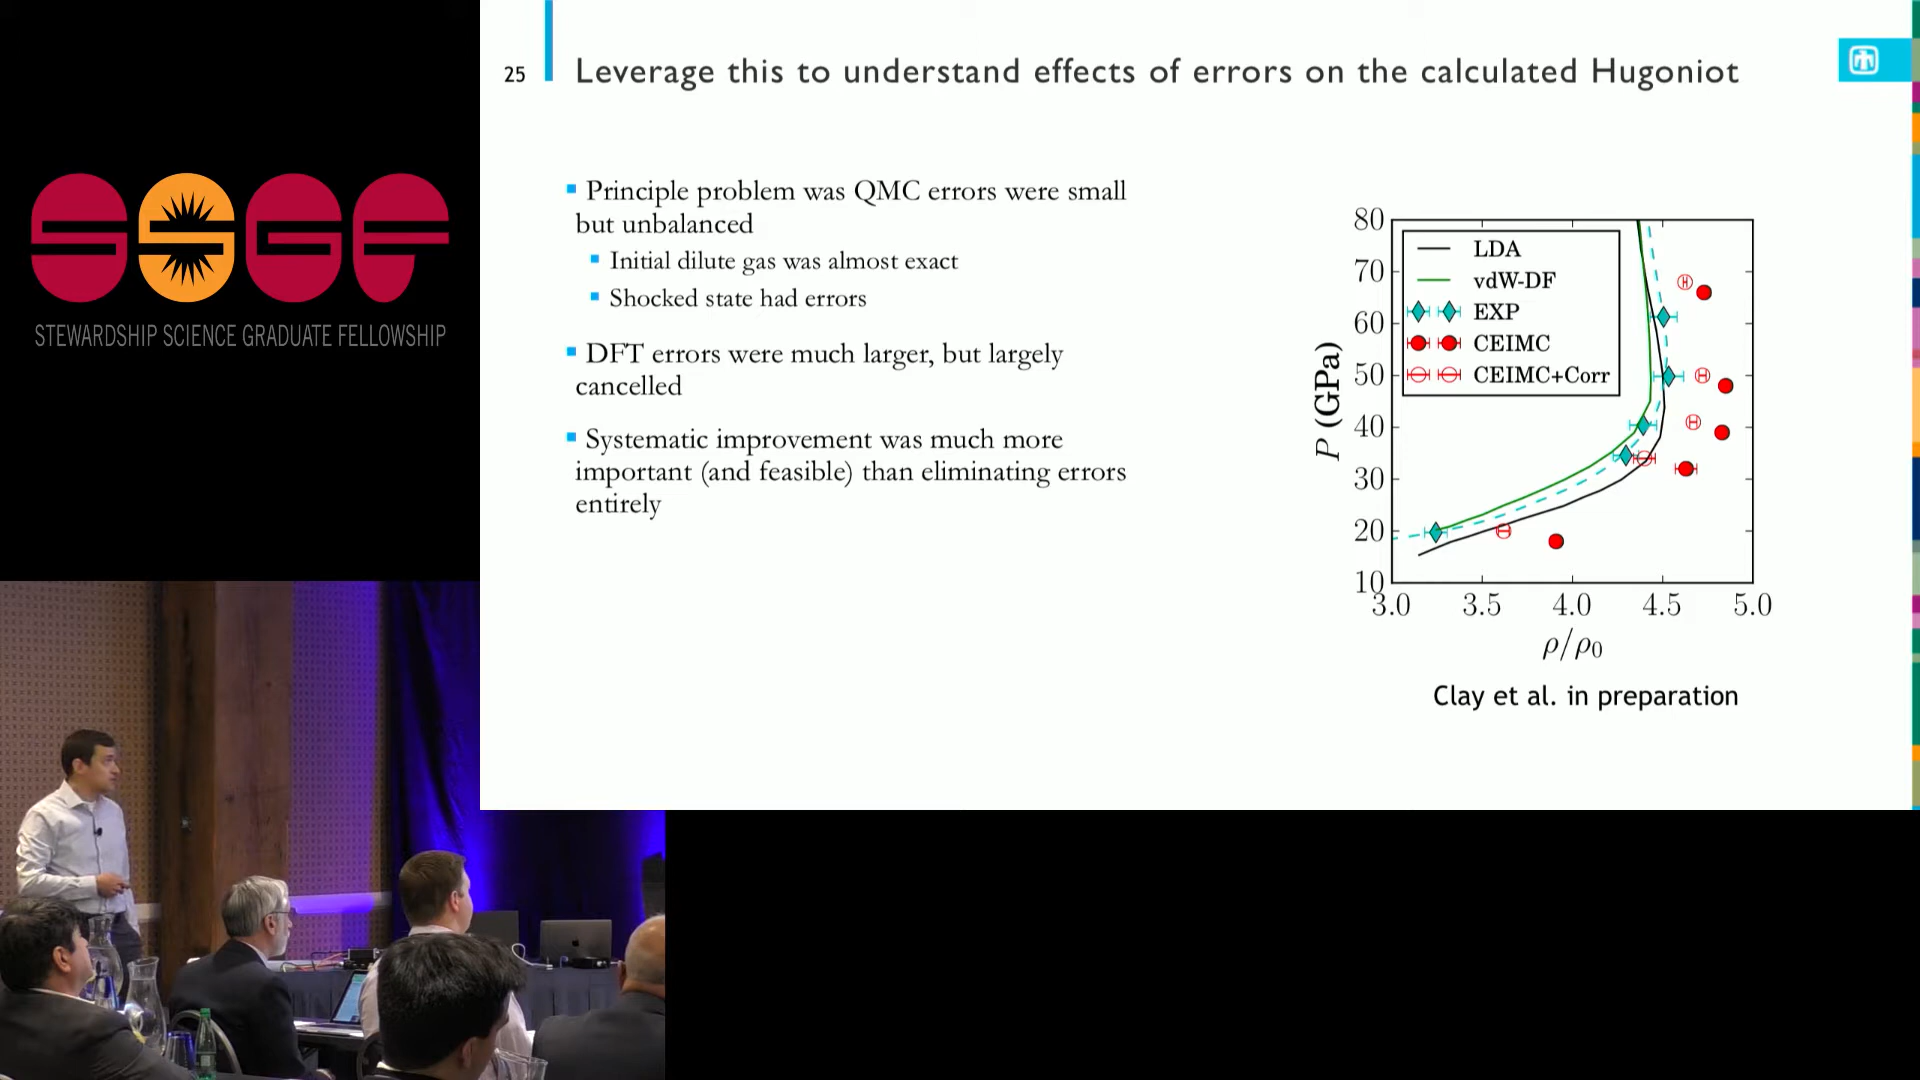 SSGF
STEWARDSHIP SCIENCE GRADUATE FELLOWSHIP
25
Leverage this to understand effects of errors on the calculated Hugoniot
Principle problem was QMC errors were small
but unbalanced
Initial dilute gas was almost exact
Shocked state had errors
DFT errors were much larger, but largely
cancelled
Systematic improvement was much more
important (and feasible) than eliminating errors
entirely
LDA
vdW-DF
EXP
CEIMC
CEIMC+Corr
P (GPa)
80
70
60
50
40
30
20
10
3.0 3.5 4.0 4.5 5.0
ρ/ρ0
Clay et al. in preparation